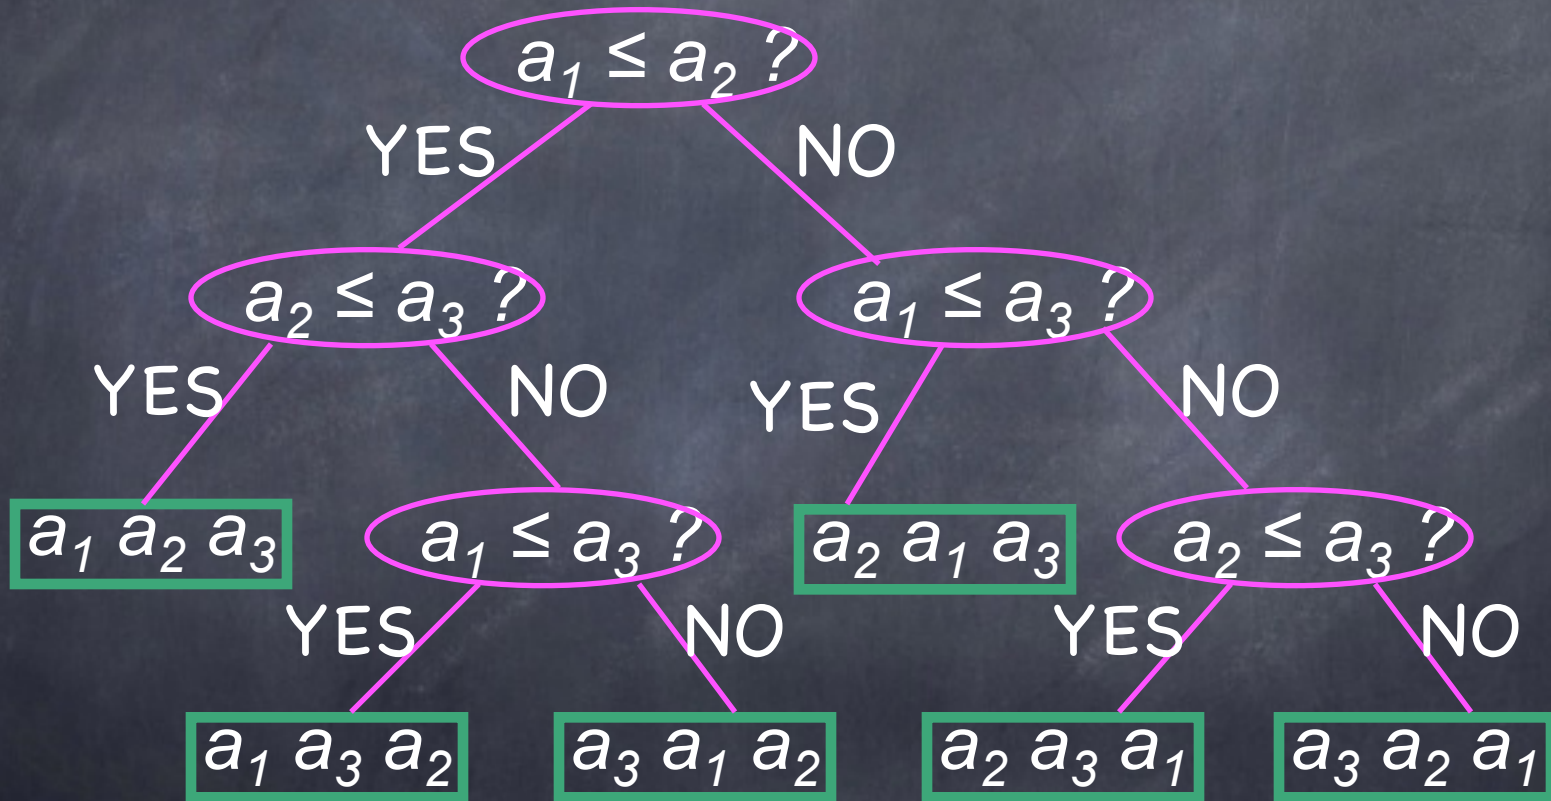 a₁ ≤ a₂ ?
YES
NO
a₂ ≤ a₃ ?
a₁ ≤ a₃ ?
YES
NO
YES
NO
a₁ a₂ a₃
a₁ ≤ a₃ ?
a₂ a₁ a₃
a₂ ≤ a₃ ?
YES
NO
YES
NO
a₁ a₃ a₂
a₃ a₁ a₂
a₂ a₃ a₁
a₃ a₂ a₁